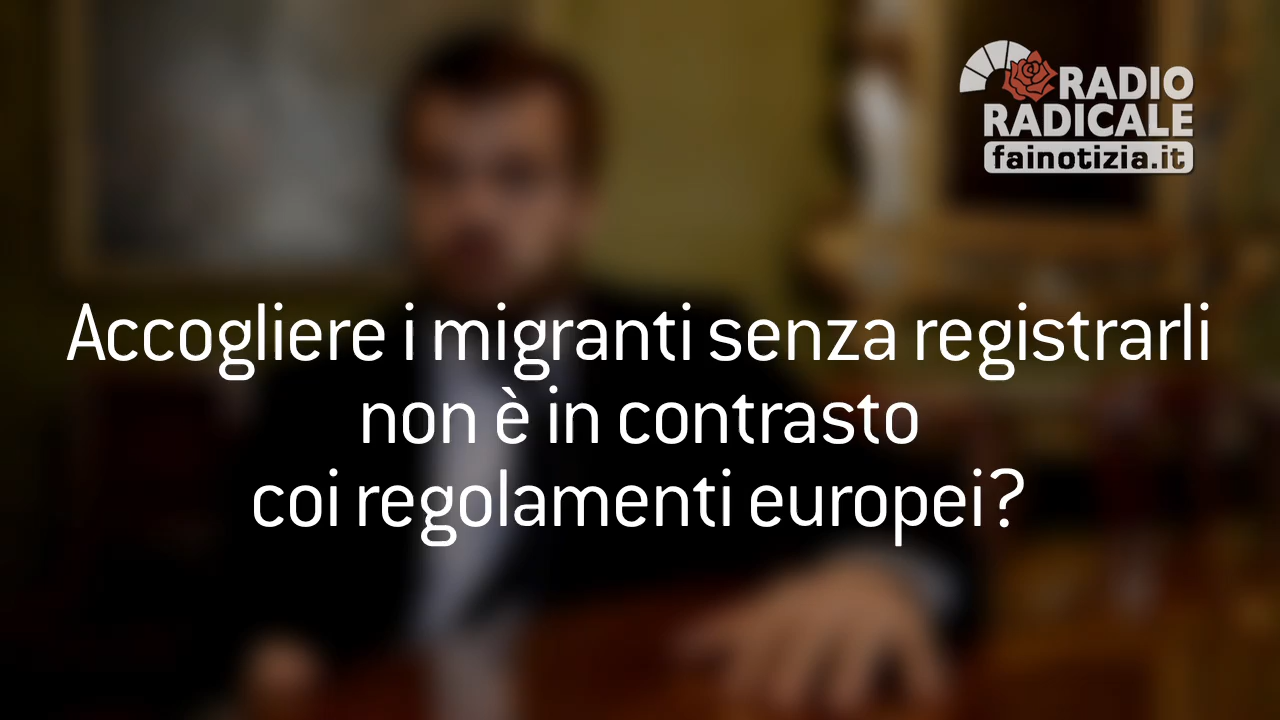 RADIO
RADICALE
fainotizia.it
Accogliere i migranti senza registrarli
non è in contrasto
coi regolamenti europei?